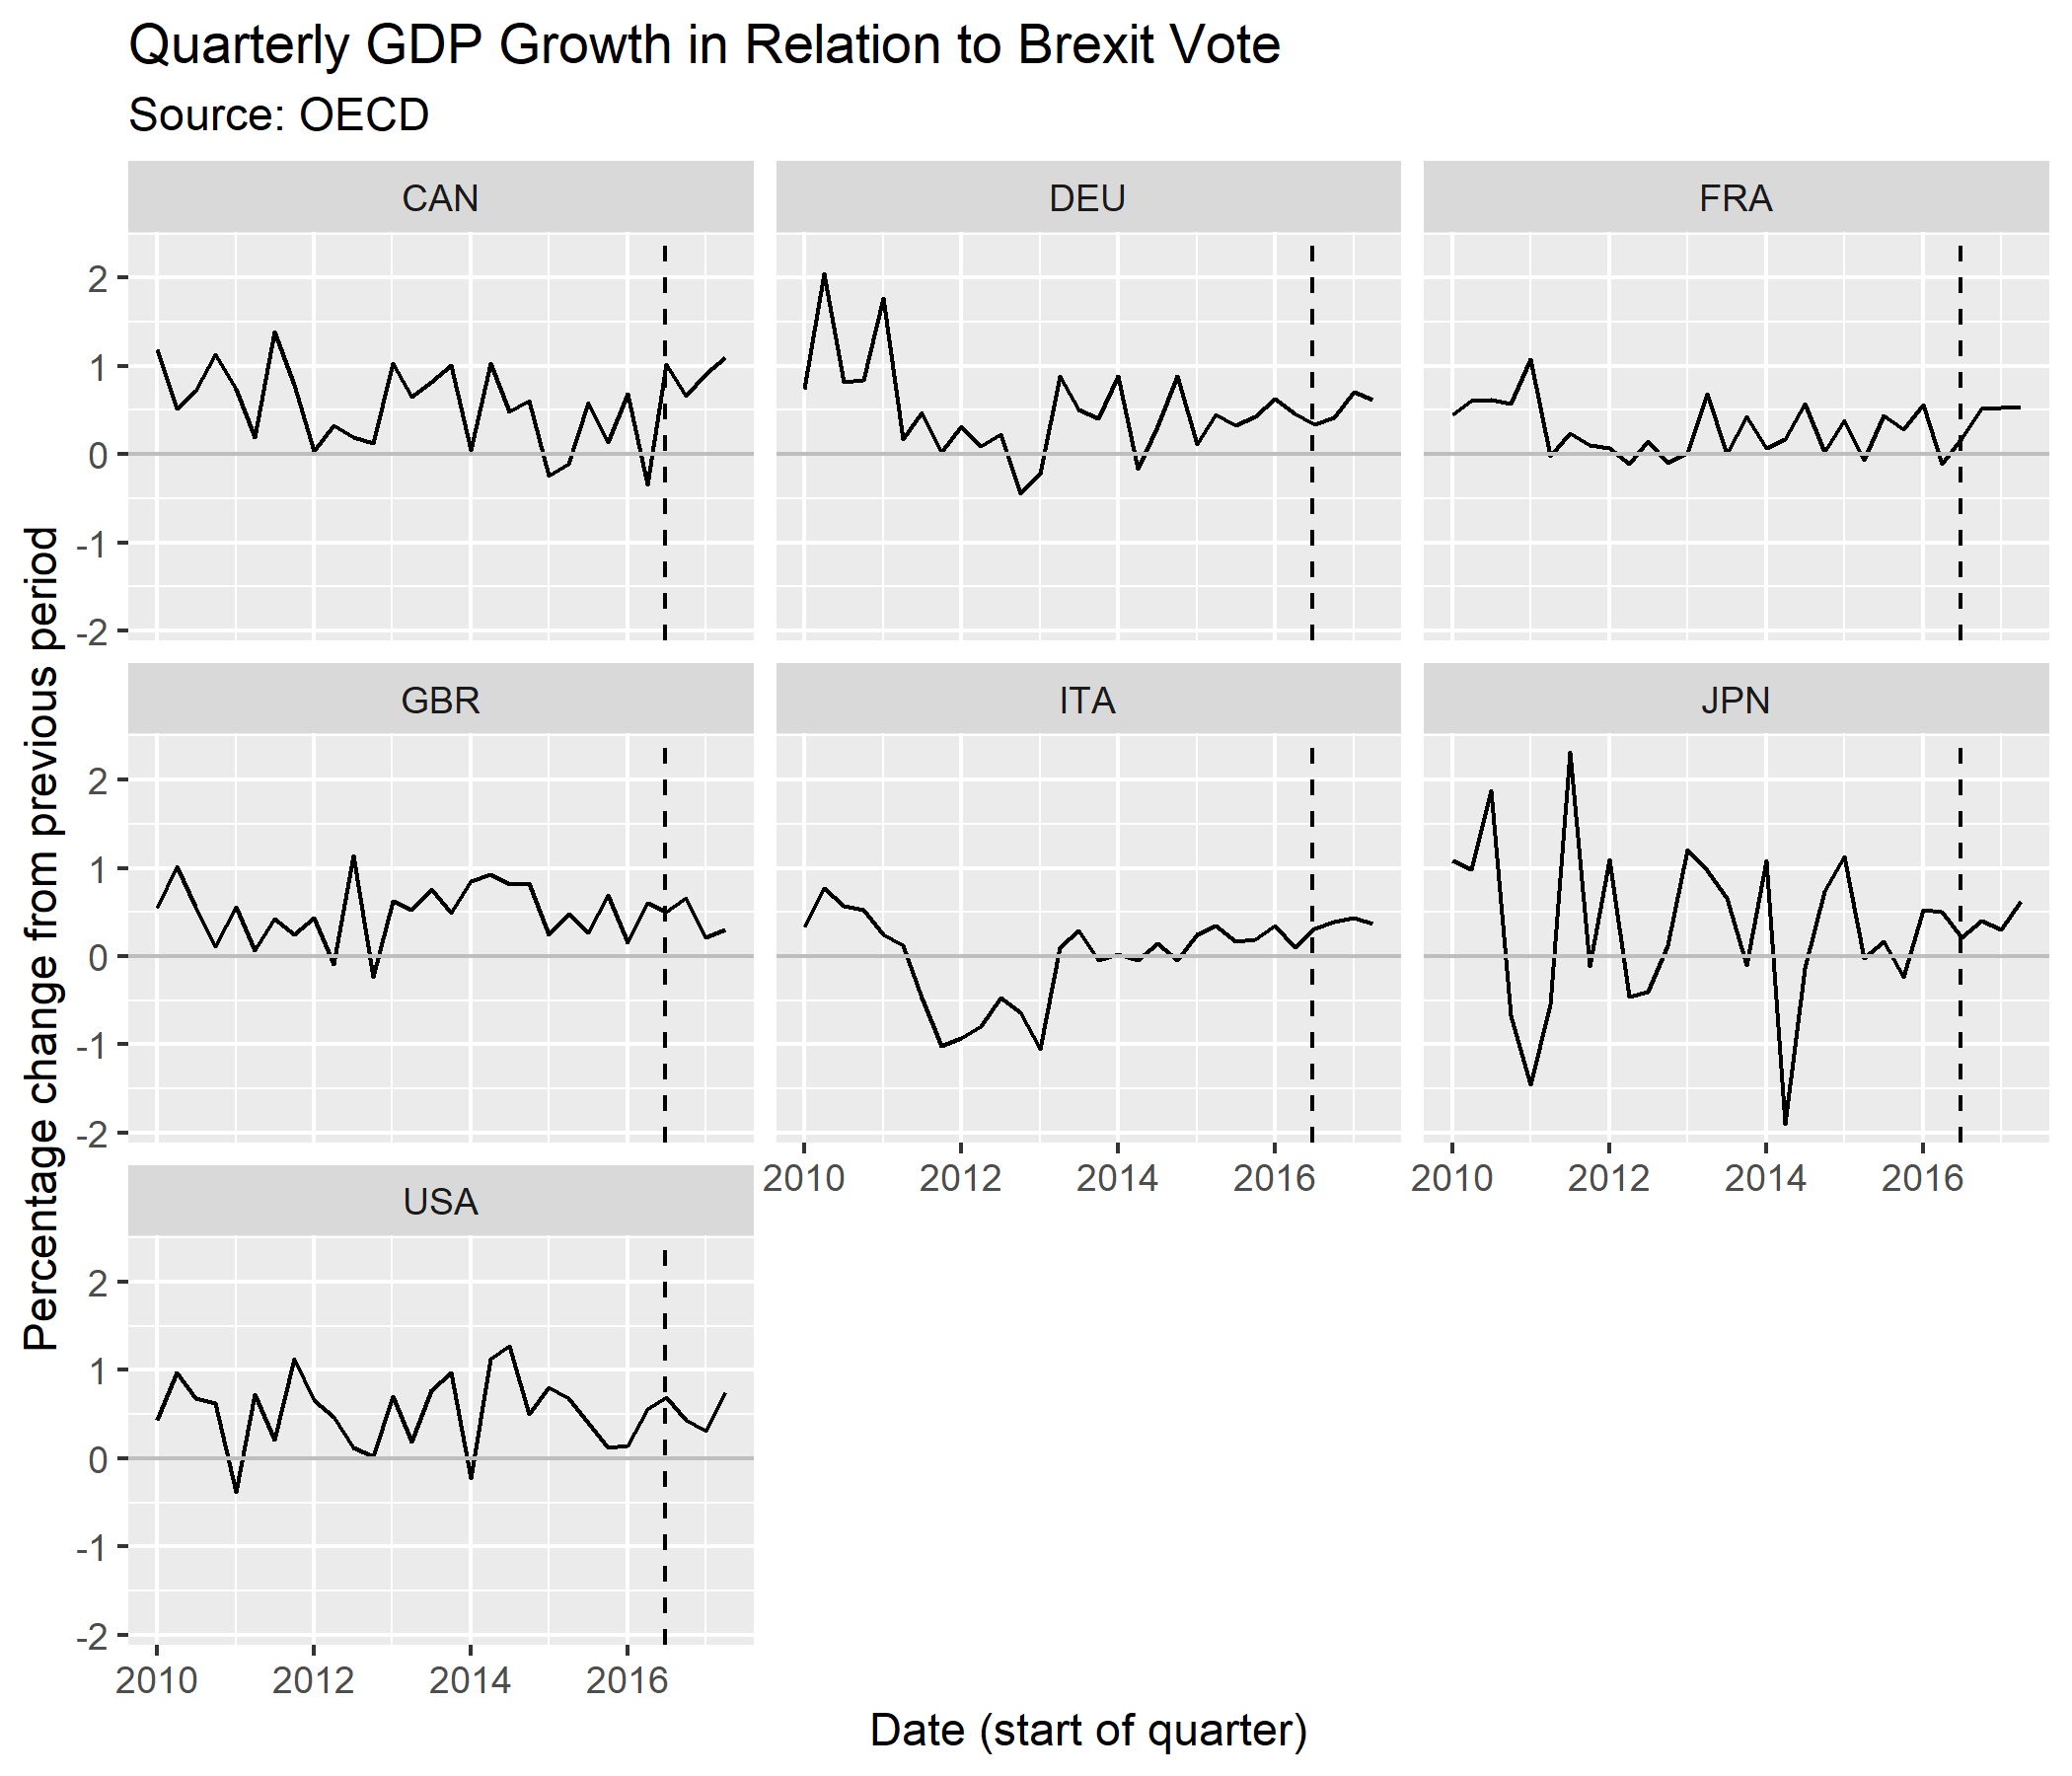 Quarterly GDP Growth in Relation to Brexit Vote
Source: OECD
CAN
DEU
FRA
2
1
0
-1
-2
GBR
ITA
JPN
2
1
0
-1
-2
2010 2012 2014 2016
2010 2012 2014 2016
USA
2
1
0
-1
-2
2010 2012 2014 2016
Percentage change from previous period
Date (start of quarter)